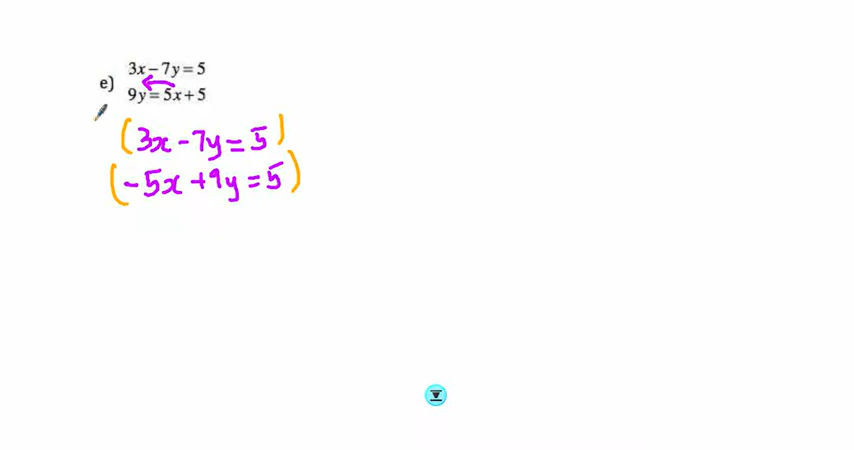 3x − 7y = 5
e)
9y = 5x + 5
(3x − 7y = 5)
(−5x + 9y = 5)